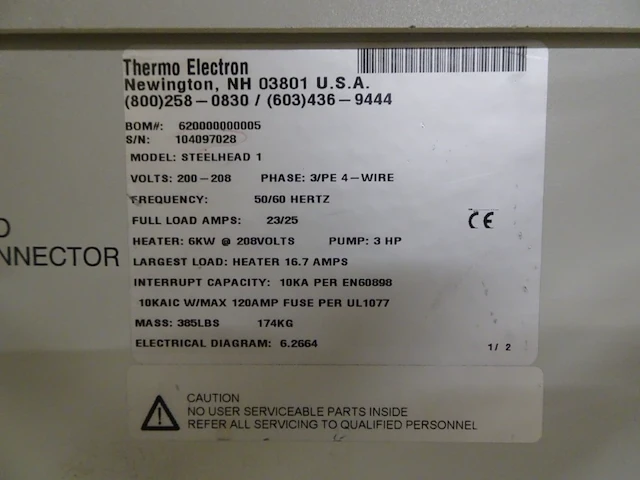 Thermo Electron
Newington, NH 03801 U.S.A.
(800)258-0830 / (603)436-9444
BOM#: 620000000005
S/N: 104097028
MODEL: STEELHEAD 1
VOLTS: 200-208 PHASE: 3/PE 4-WIRE
FREQUENCY: 50/60 HERTZ
FULL LOAD AMPS: 23/25
CE
HEATER: 6KW @ 208VOLTS PUMP: 3 HP
LARGEST LOAD: HEATER 16.7 AMPS
INTERRUPT CAPACITY: 10KA PER EN60898
10KAIC W/MAX 120AMP FUSE PER UL1077
MASS: 385LBS 174KG
ELECTRICAL DIAGRAM: 6.2664
1/ 2
NNECTOR
CAUTION
NO USER SERVICEABLE PARTS INSIDE
REFER ALL SERVICING TO QUALIFIED PERSONNEL